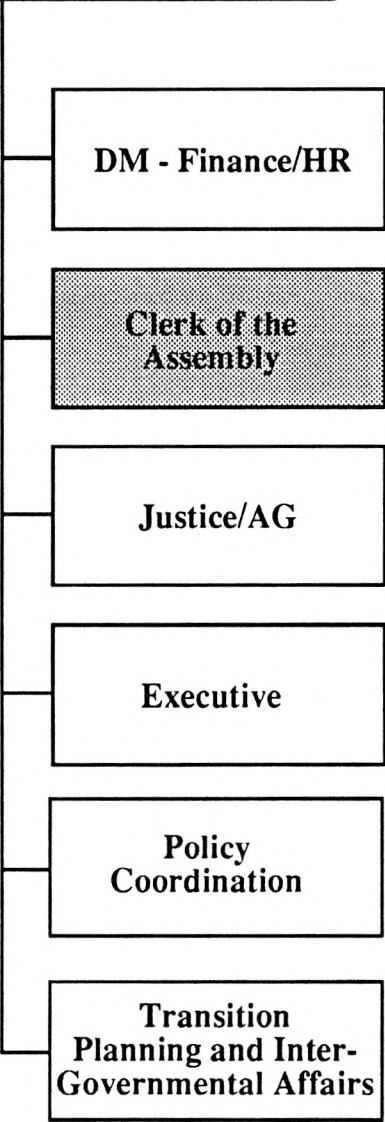 DM - Finance/HR
Clerk of the
Assembly
Justice/AG
Executive
Policy
Coordination
Transition
Planning and Inter-
Governmental Affairs